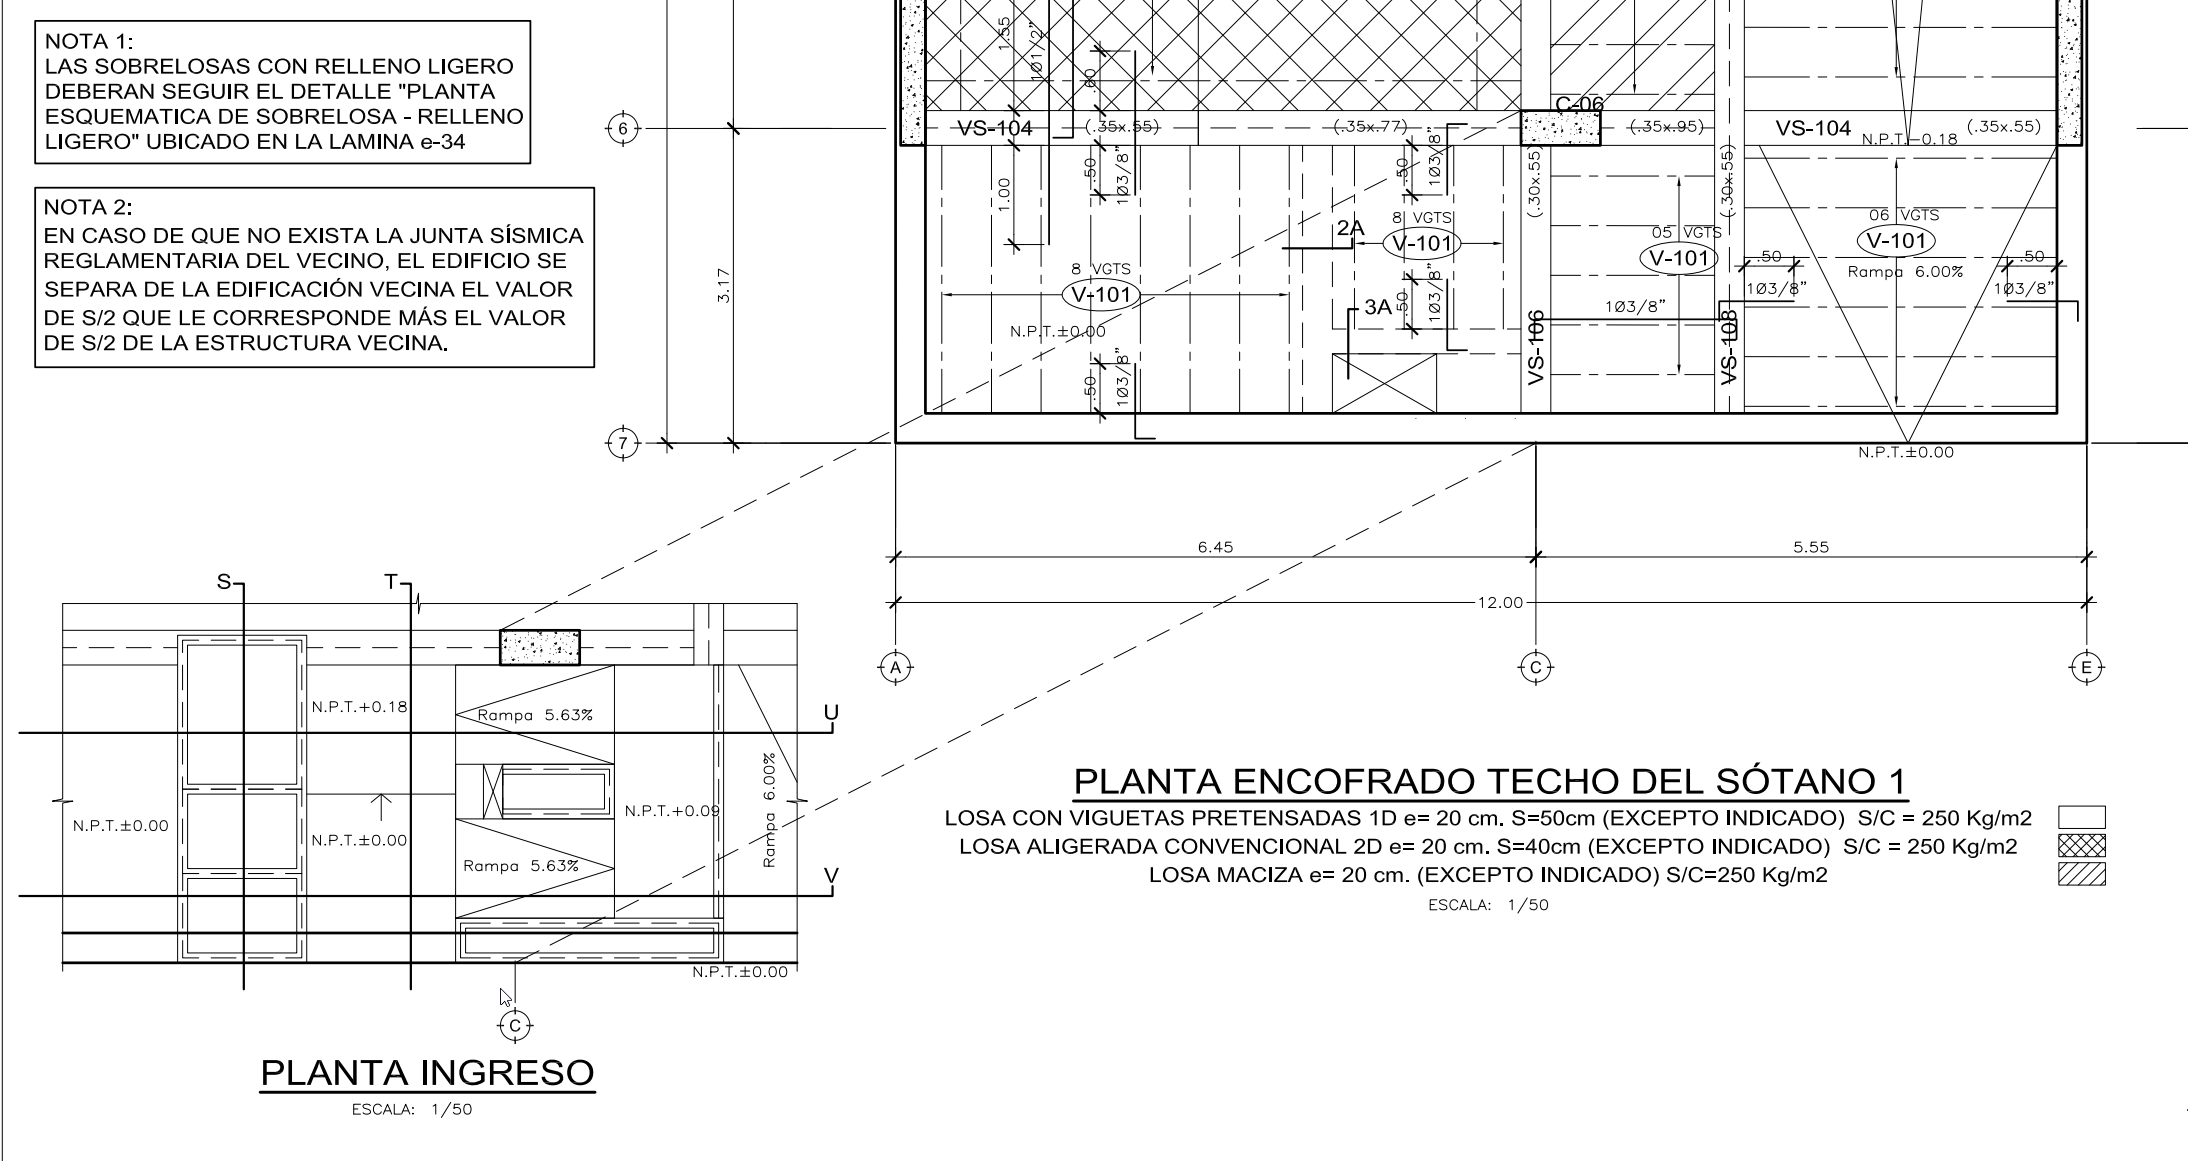 NOTA 1:
LAS SOBRELOSAS CON RELLENO LIGERO
DEBERAN SEGUIR EL DETALLE "PLANTA
ESQUEMATICA DE SOBRELOSA - RELLENO
LIGERO" UBICADO EN LA LAMINA e-34
NOTA 2:
EN CASO DE QUE NO EXISTA LA JUNTA SÍSMICA
REGLAMENTARIA DEL VECINO, EL EDIFICIO SE
SEPARA DE LA EDIFICACIÓN VECINA EL VALOR
DE S/2 QUE LE CORRESPONDE MÁS EL VALOR
DE S/2 DE LA ESTRUCTURA VECINA.
6
7
3.17
1.55
1Ø1/2"
.60
C-06
VS-104
(.35x.55)
(.35x.77)
(.35x.95)
VS-104
(.35x.55)
N.P.T.-0.18
1.00
.50
1Ø3/8"
.50
1Ø3/8"
(.30x.55)
(.30x.55)
2A
8 VGTS
V-101
05 VGTS
V-101
06 VGTS
V-101
Rampa 6.00%
8 VGTS
V-101
.50
1Ø3/8"
.50
1Ø3/8"
.50
1Ø3/8"
3A
1Ø3/8"
N.P.T.±0.00
VS-106
VS-108
.50
1Ø3/8"
N.P.T.±0.00
6.45
5.55
12.00
A
C
E
S
T
N.P.T.+0.18
Rampa 5.63%
U
N.P.T.±0.00
N.P.T.±0.00
N.P.T.+0.09
Rampa 6.00%
Rampa 5.63%
V
N.P.T.±0.00
C
PLANTA INGRESO
ESCALA: 1/50
PLANTA ENCOFRADO TECHO DEL SÓTANO 1
LOSA CON VIGUETAS PRETENSADAS 1D e= 20 cm. S=50cm (EXCEPTO INDICADO) S/C = 250 Kg/m2
LOSA ALIGERADA CONVENCIONAL 2D e= 20 cm. S=40cm (EXCEPTO INDICADO) S/C = 250 Kg/m2
LOSA MACIZA e= 20 cm. (EXCEPTO INDICADO) S/C=250 Kg/m2
ESCALA: 1/50